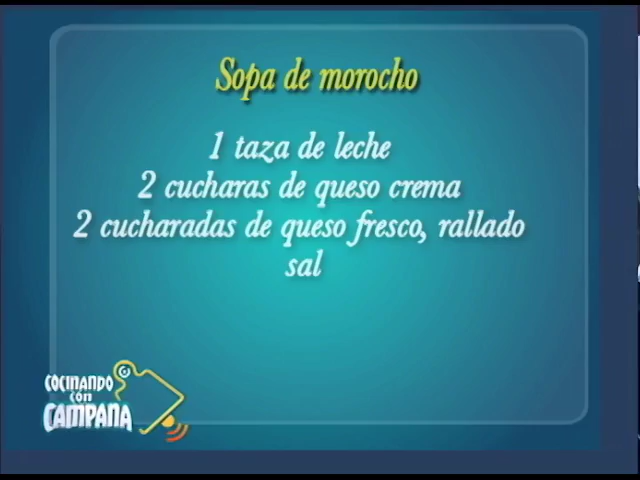 Sopa de morocho
1 taza de leche
2 cucharas de queso crema
2 cucharadas de queso fresco, rallado
sal
COCINANDO
con
CAMPANA